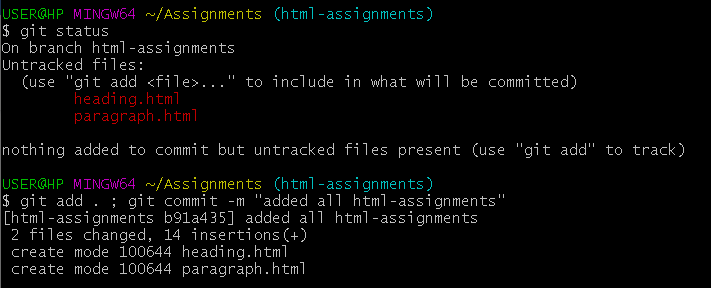 USER@HP MINGW64 ~/Assignments (html-assignments)
$ git status
On branch html-assignments
Untracked files:
  (use "git add <file>..." to include in what will be committed)
        heading.html
        paragraph.html

nothing added to commit but untracked files present (use "git add" to track)

USER@HP MINGW64 ~/Assignments (html-assignments)
$ git add . ; git commit -m "added all html-assignments"
[html-assignments b91a435] added all html-assignments
 2 files changed, 14 insertions(+)
 create mode 100644 heading.html
 create mode 100644 paragraph.html